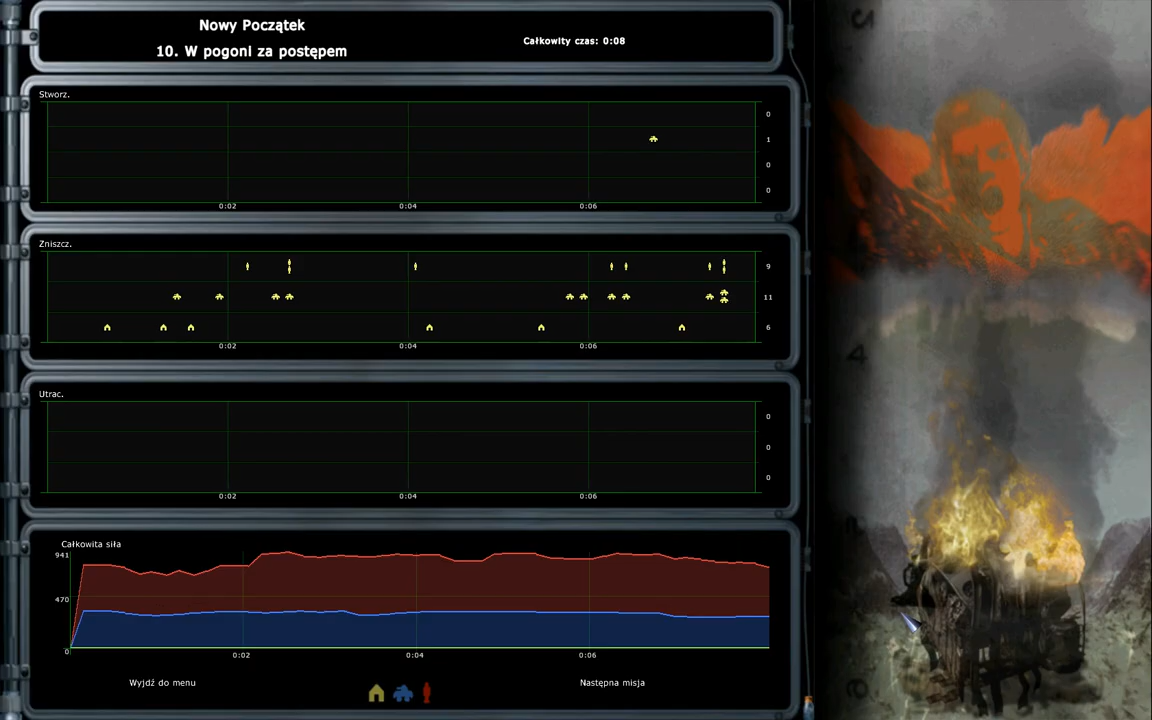 Nowy Początek
10. W pogoni za postępem
Całkowity czas: 0:08
Stworz.
0
1
0
0
0:02 0:04 0:06
Zniszcz.
9
11
6
0:02 0:04 0:06
Utrac.
0
0
0
0:02 0:04 0:06
Całkowita siła
941
470
0
0:02 0:04 0:06
Wyjdź do menu
Następna misja
4